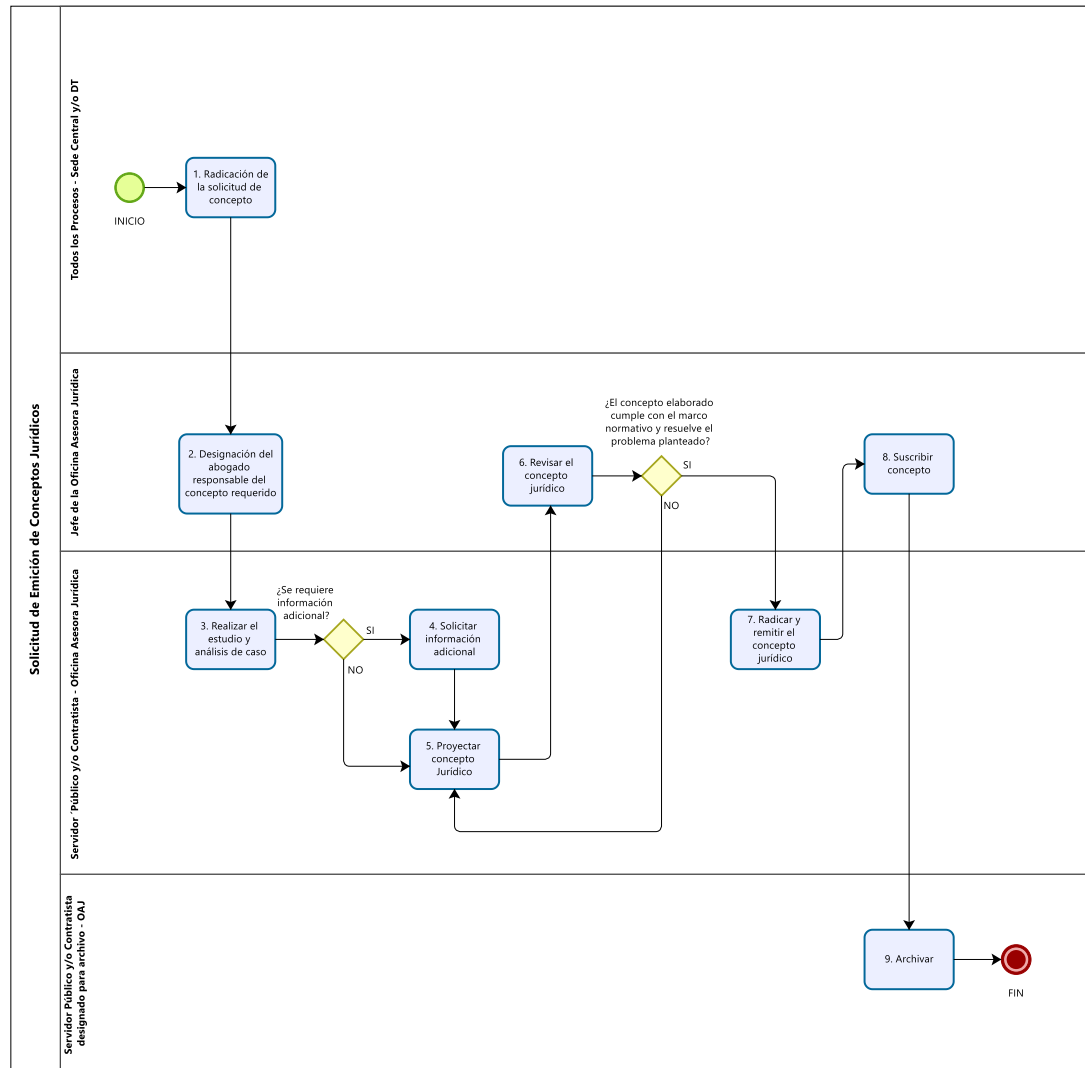 Solicitud de Emición de Conceptos Jurídicos
Todos los Procesos - Sede Central y/o DT
INICIO
1. Radicación de
la solicitud de
concepto
Jefe de la Oficina Asesora Jurídica
2. Designación del
abogado
responsable del
concepto requerido
6. Revisar el
concepto
jurídico
¿El concepto elaborado
cumple con el marco
normativo y resuelve el
problema planteado?
SI
NO
8. Suscribir
concepto
Servidor ´Público y/o Contratista - Oficina Asesora Jurídica
3. Realizar el
estudio y
análisis de caso
¿Se requiere
información
adicional?
SI
NO
4. Solicitar
información
adicional
5. Proyectar
concepto
Jurídico
7. Radicar y
remitir el
concepto
jurídico
Servidor Público y/o Contratista
designado para archivo - OAJ
9. Archivar
FIN